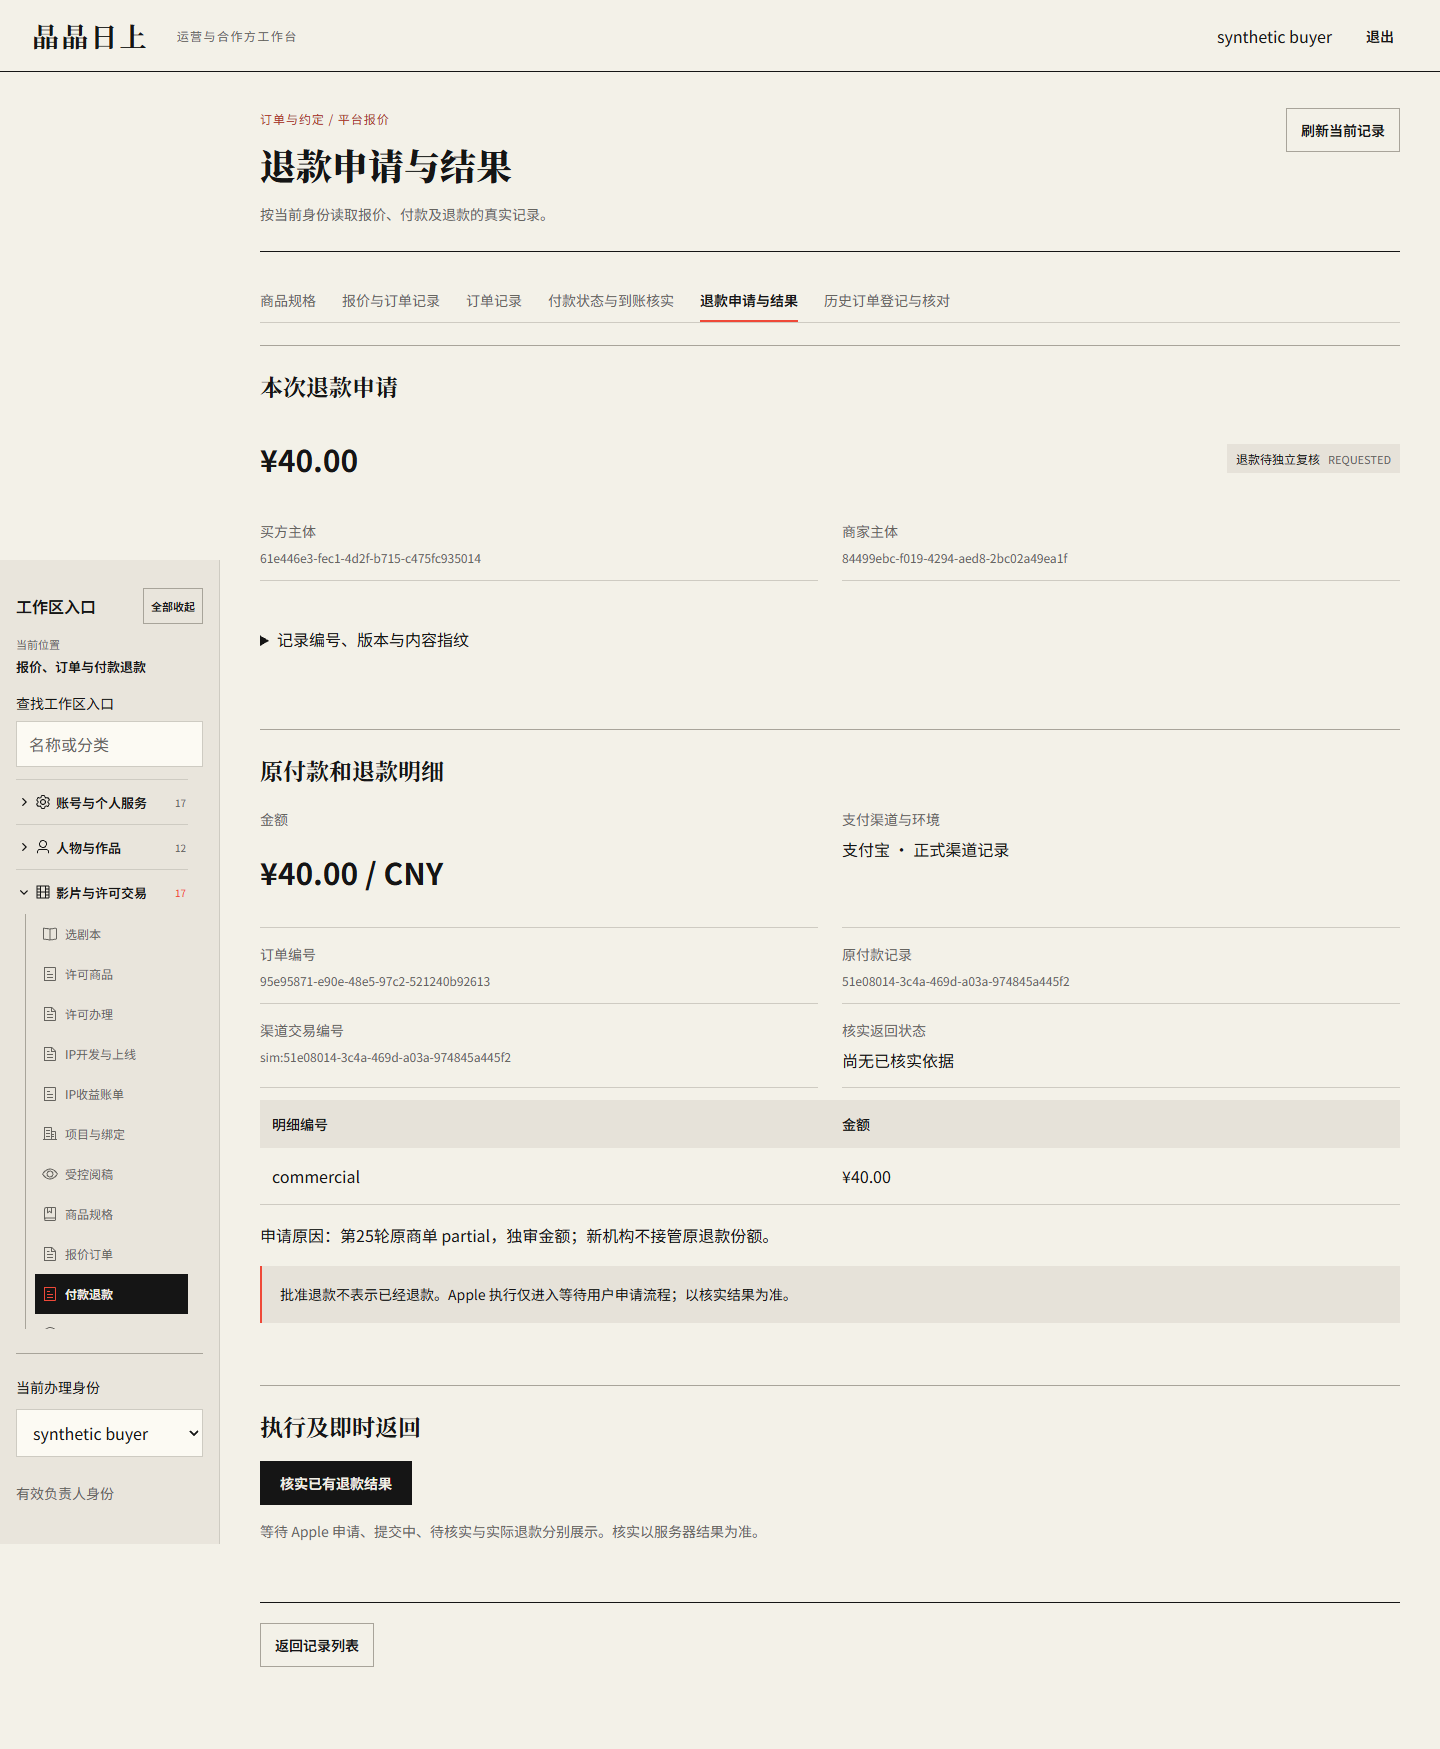 晶晶日上
运营与合作方工作台
synthetic buyer
退出
订单与约定 / 平台报价
刷新当前记录
退款申请与结果
按当前身份读取报价、付款及退款的真实记录。
商品规格
报价与订单记录
订单记录
付款状态与到账核实
退款申请与结果
历史订单登记与核对
本次退款申请
¥40.00
退款待独立复核 REQUESTED
买方主体
61e446e3-fec1-4d2f-b715-c475fc935014
商家主体
84499ebc-f019-4294-aed8-2bc02a49ea1f
记录编号、版本与内容指纹
原付款和退款明细
金额
¥40.00 / CNY
支付渠道与环境
支付宝 · 正式渠道记录
订单编号
95e95871-e90e-48e5-97c2-521240b92613
原付款记录
51e08014-3c4a-469d-a03a-974845a445f2
渠道交易编号
sim:51e08014-3c4a-469d-a03a-974845a445f2
核实返回状态
尚无已核实依据
明细编号
金额
commercial
¥40.00
申请原因：第25轮原商单 partial，独审金额；新机构不接管原退款份额。
批准退款不表示已经退款。Apple 执行仅进入等待用户申请流程；以核实结果为准。
执行及即时返回
核实已有退款结果
等待 Apple 申请、提交中、待核实与实际退款分别展示。核实以服务器结果为准。
返回记录列表
工作区入口
全部收起
当前位置
报价、订单与付款退款
查找工作区入口
名称或分类
账号与个人服务 17
人物与作品 12
影片与许可交易 17
选剧本
许可商品
许可办理
IP开发与上线
IP收益账单
项目与绑定
受控阅稿
商品规格
报价订单
付款退款
当前办理身份
synthetic buyer
有效负责人身份